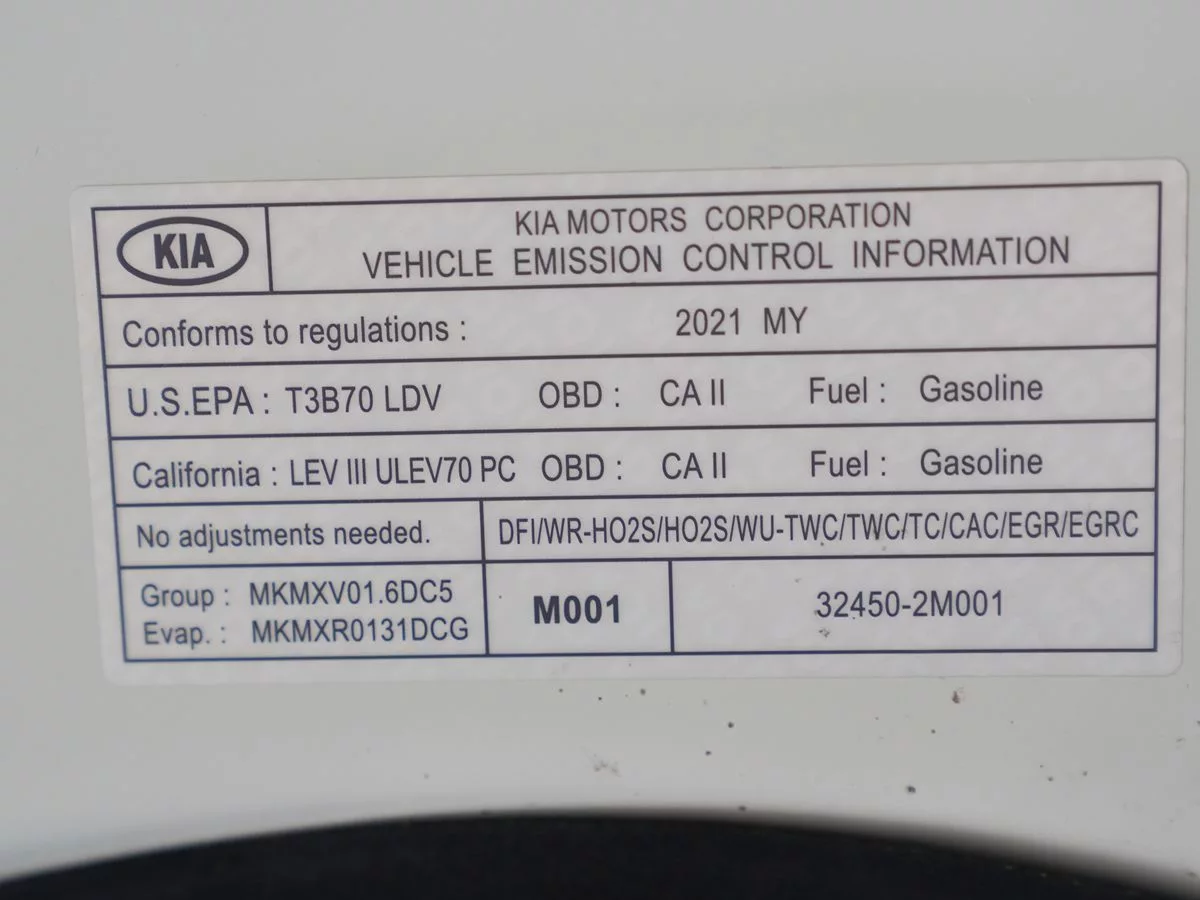 KIA
KIA MOTORS CORPORATION
VEHICLE EMISSION CONTROL INFORMATION
Conforms to regulations : 2021 MY
U.S.EPA : T3B70 LDV OBD : CA II Fuel : Gasoline
California : LEV III ULEV70 PC OBD : CA II Fuel : Gasoline
No adjustments needed. DFI/WR-HO2S/HO2S/WU-TWC/TWC/TC/CAC/EGR/EGRC
Group : MKMXV01.6DC5
Evap. : MKMXR0131DCG
M001
32450-2M001